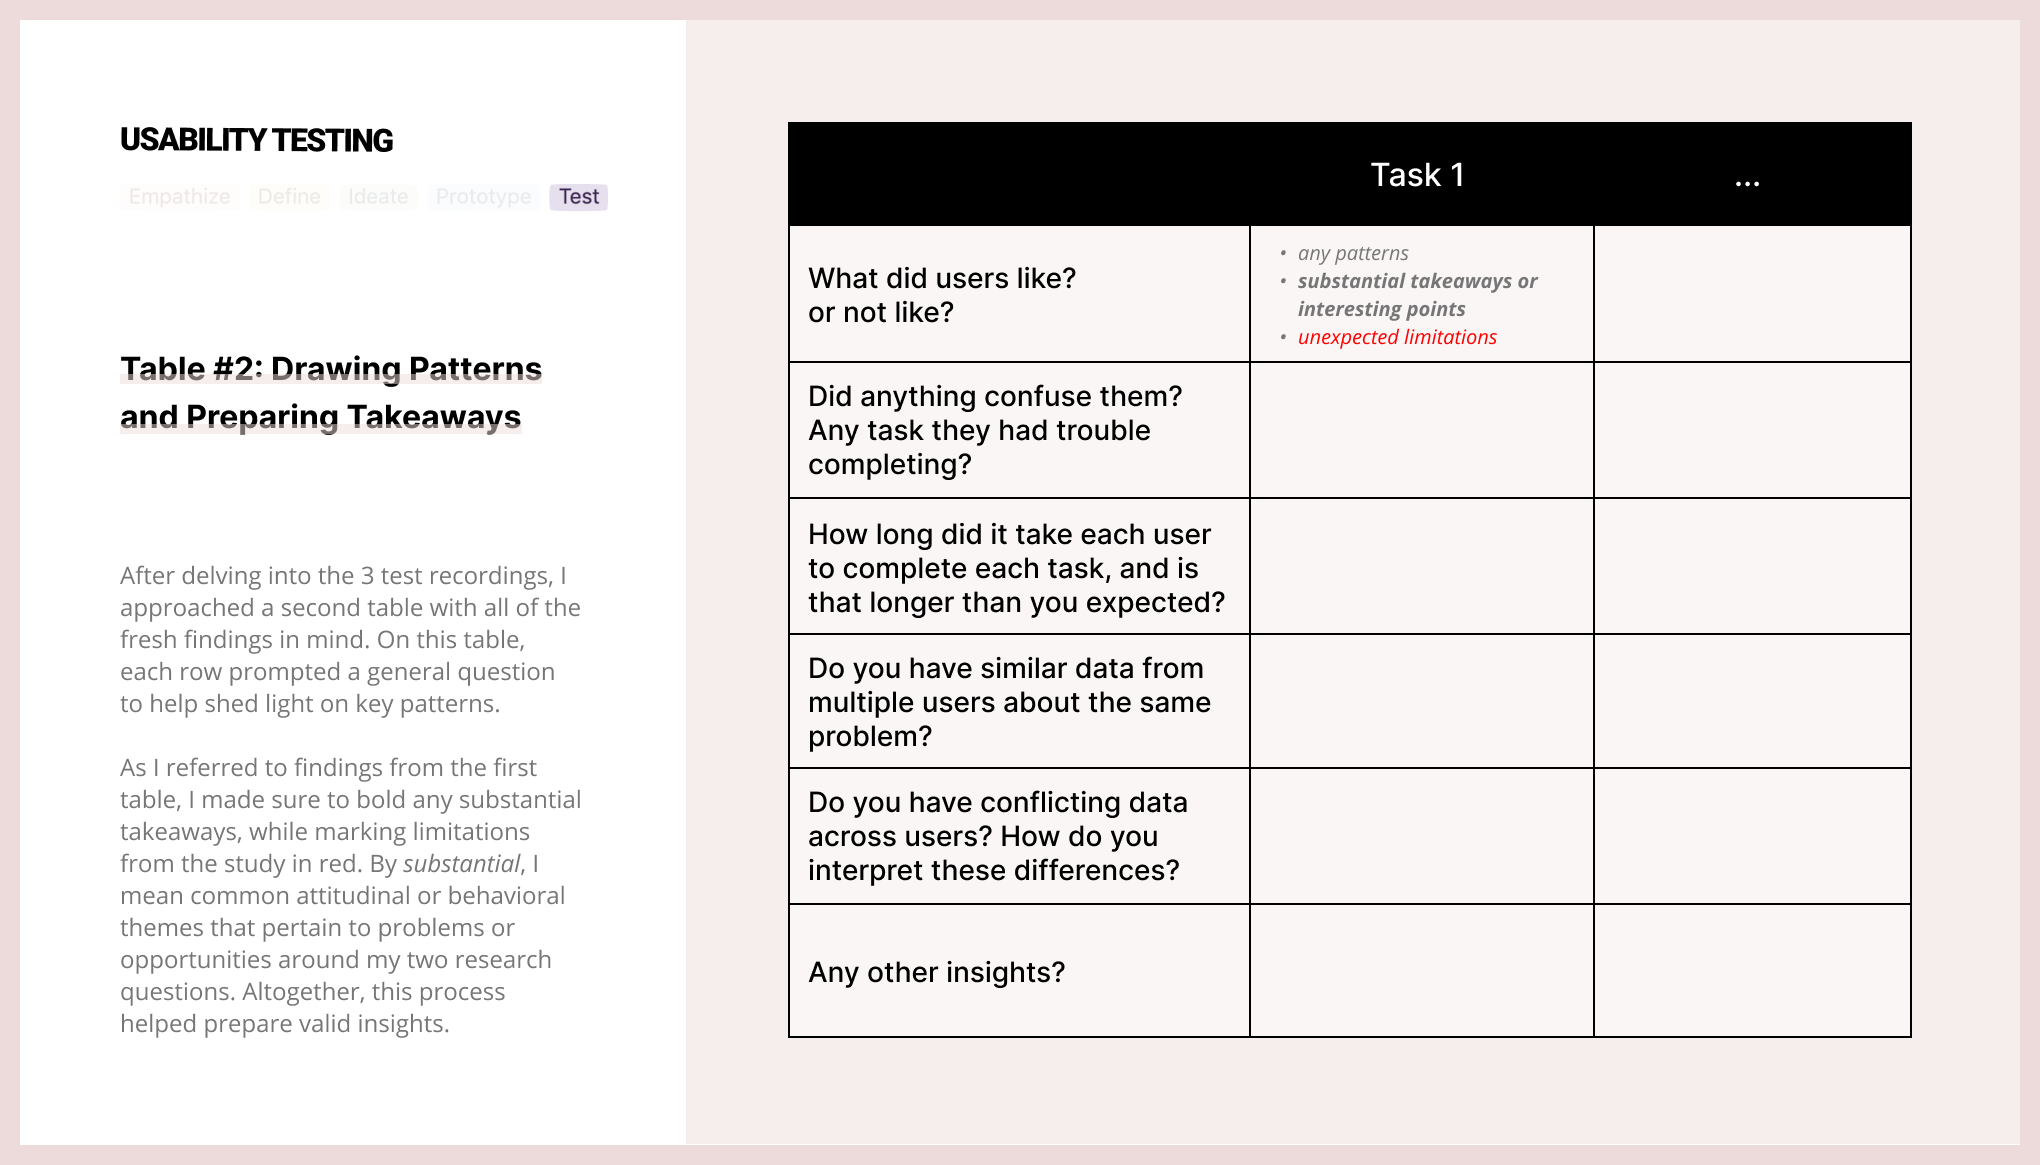 USABILITY TESTING
Empathize Define Ideate Prototype Test
Table #2: Drawing Patterns
and Preparing Takeaways
After delving into the 3 test recordings, I
approached a second table with all of the
fresh findings in mind. On this table,
each row prompted a general question
to help shed light on key patterns.
As I referred to findings from the first
table, I made sure to bold any substantial
takeaways, while marking limitations
from the study in red. By substantial, I
mean common attitudinal or behavioral
themes that pertain to problems or
opportunities around my two research
questions. Altogether, this process
helped prepare valid insights.
Task 1 ...
What did users like?
or not like?
• any patterns
• substantial takeaways or
interesting points
• unexpected limitations
Did anything confuse them?
Any task they had trouble
completing?
How long did it take each user
to complete each task, and is
that longer than you expected?
Do you have similar data from
multiple users about the same
problem?
Do you have conflicting data
across users? How do you
interpret these differences?
Any other insights?